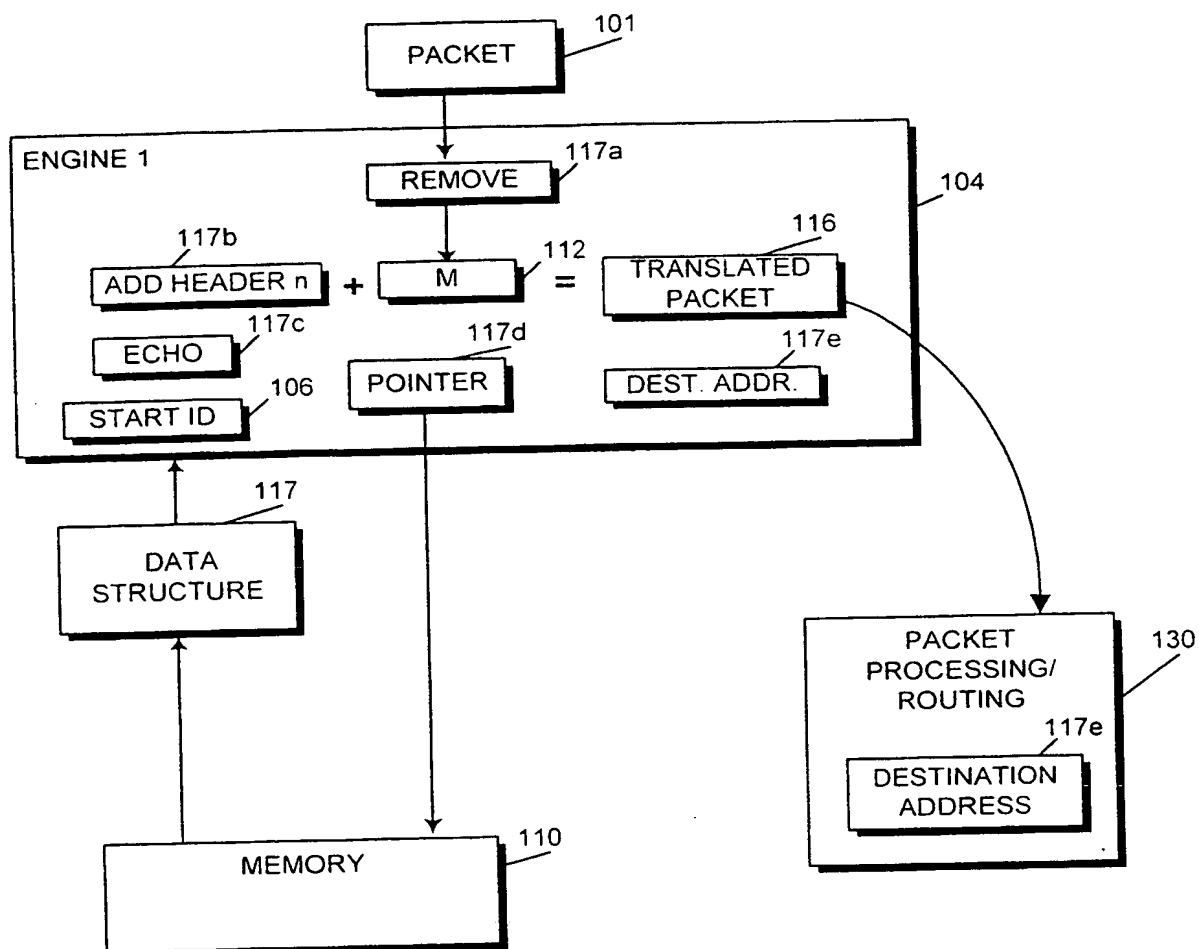 101
PACKET
ENGINE 1
117a
REMOVE
104
117b
112
116
ADD HEADER n + M = TRANSLATED
PACKET
117c
117d
117e
ECHO
POINTER
DEST. ADDR.
106
START ID
117
DATA
STRUCTURE
PACKET
PROCESSING/
ROUTING
130
117e
DESTINATION
ADDRESS
110
MEMORY